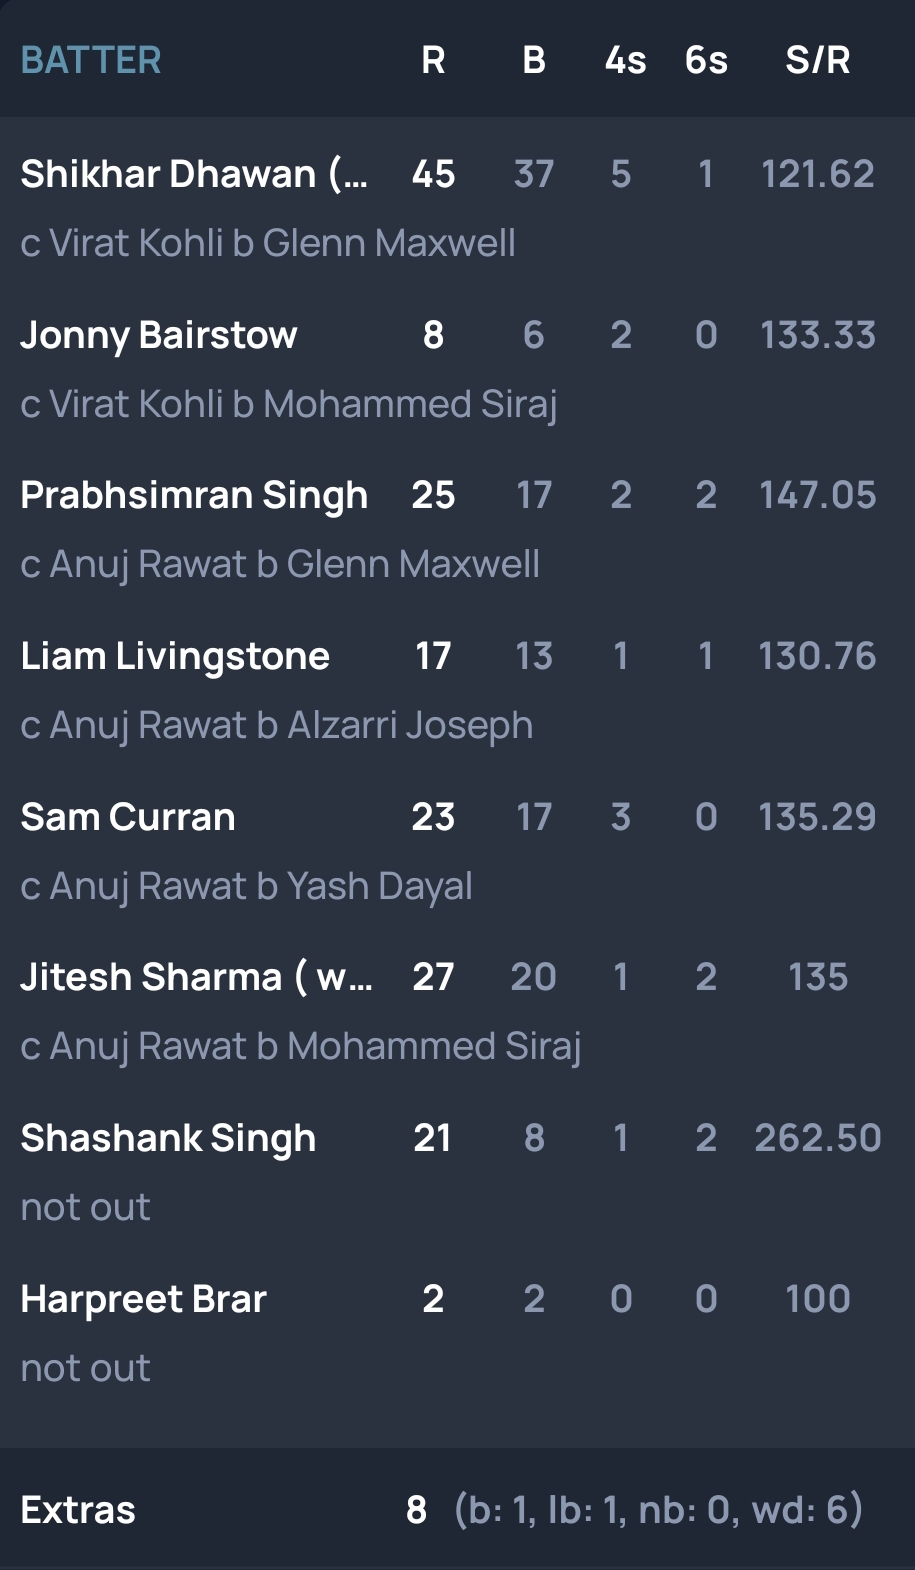 BATTER R B 4s 6s S/R
Shikhar Dhawan (... 45 37 5 1 121.62
c Virat Kohli b Glenn Maxwell
Jonny Bairstow 8 6 2 0 133.33
c Virat Kohli b Mohammed Siraj
Prabhsimran Singh 25 17 2 2 147.05
c Anuj Rawat b Glenn Maxwell
Liam Livingstone 17 13 1 1 130.76
c Anuj Rawat b Alzarri Joseph
Sam Curran 23 17 3 0 135.29
c Anuj Rawat b Yash Dayal
Jitesh Sharma ( w... 27 20 1 2 135
c Anuj Rawat b Mohammed Siraj
Shashank Singh 21 8 1 2 262.50
not out
Harpreet Brar 2 2 0 0 100
not out
Extras 8 (b: 1, lb: 1, nb: 0, wd: 6)